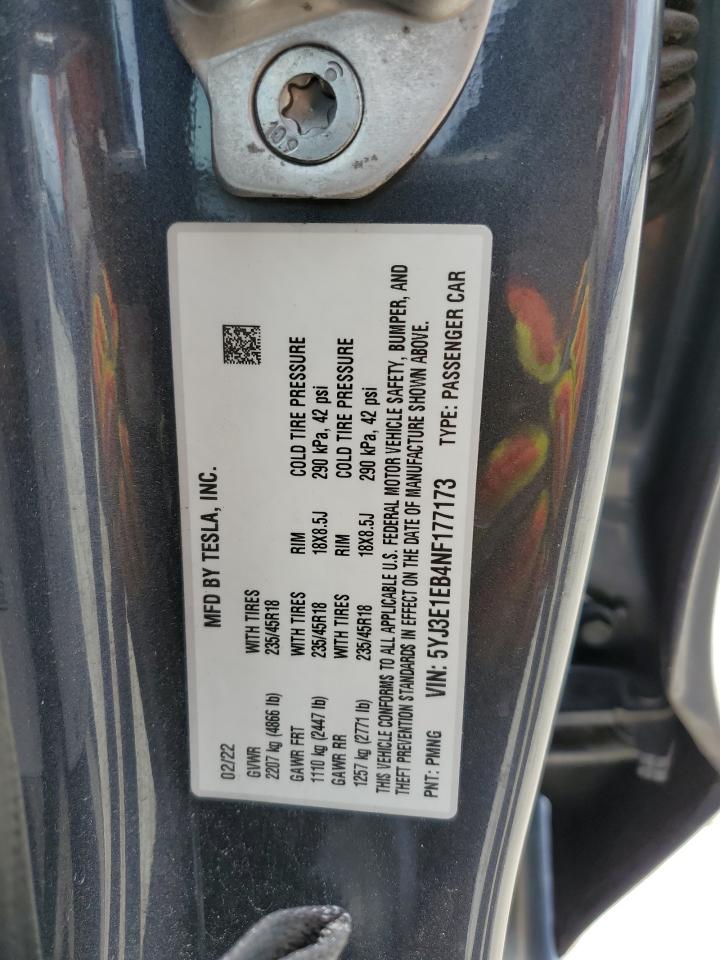 10.9
MFD BY TESLA, INC.
02/22
GVWR WITH TIRES
2207 kg (4866 lb) 235/45R18
GAWR FRT WITH TIRES RIM COLD TIRE PRESSURE
1110 kg (2447 lb) 235/45R18 18X8.5J 290 kPa, 42 psi
GAWR RR WITH TIRES RIM COLD TIRE PRESSURE
1257 kg (2771 lb) 235/45R18 18X8.5J 290 kPa, 42 psi
THIS VEHICLE CONFORMS TO ALL APPLICABLE U.S. FEDERAL MOTOR VEHICLE SAFETY, BUMPER, AND
THEFT PREVENTION STANDARDS IN EFFECT ON THE DATE OF MANUFACTURE SHOWN ABOVE.
PNT: PMNG VIN: 5YJ3E1EB4NF177173 TYPE: PASSENGER CAR